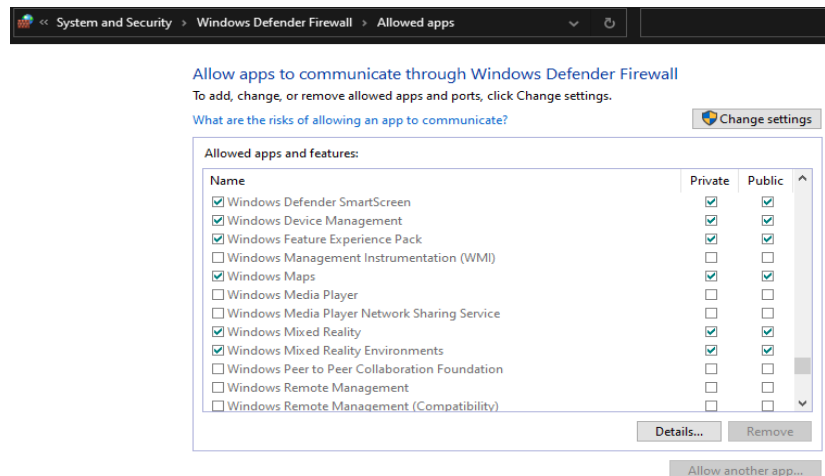 « System and Security › Windows Defender Firewall › Allowed apps
Allow apps to communicate through Windows Defender Firewall
To add, change, or remove allowed apps and ports, click Change settings.
What are the risks of allowing an app to communicate?
Change settings
Allowed apps and features:
Name Private Public
Windows Defender SmartScreen
Windows Device Management
Windows Feature Experience Pack
Windows Management Instrumentation (WMI)
Windows Maps
Windows Media Player
Windows Media Player Network Sharing Service
Windows Mixed Reality
Windows Mixed Reality Environments
Windows Peer to Peer Collaboration Foundation
Windows Remote Management
Windows Remote Management (Compatibility)
Details... Remove
Allow another app...